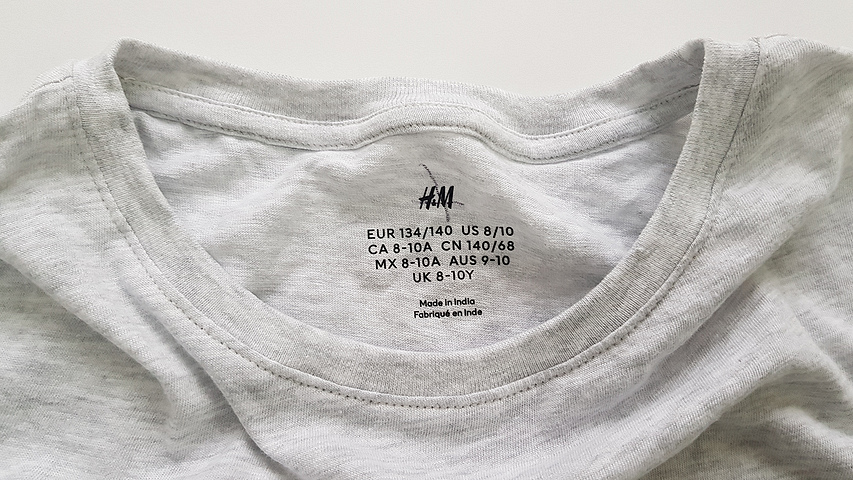 H&M
EUR 134/140 US 8/10
CA 8-10A CN 140/68
MX 8-10A AUS 9-10
UK 8-10Y
Made in India
Fabriqué en Inde